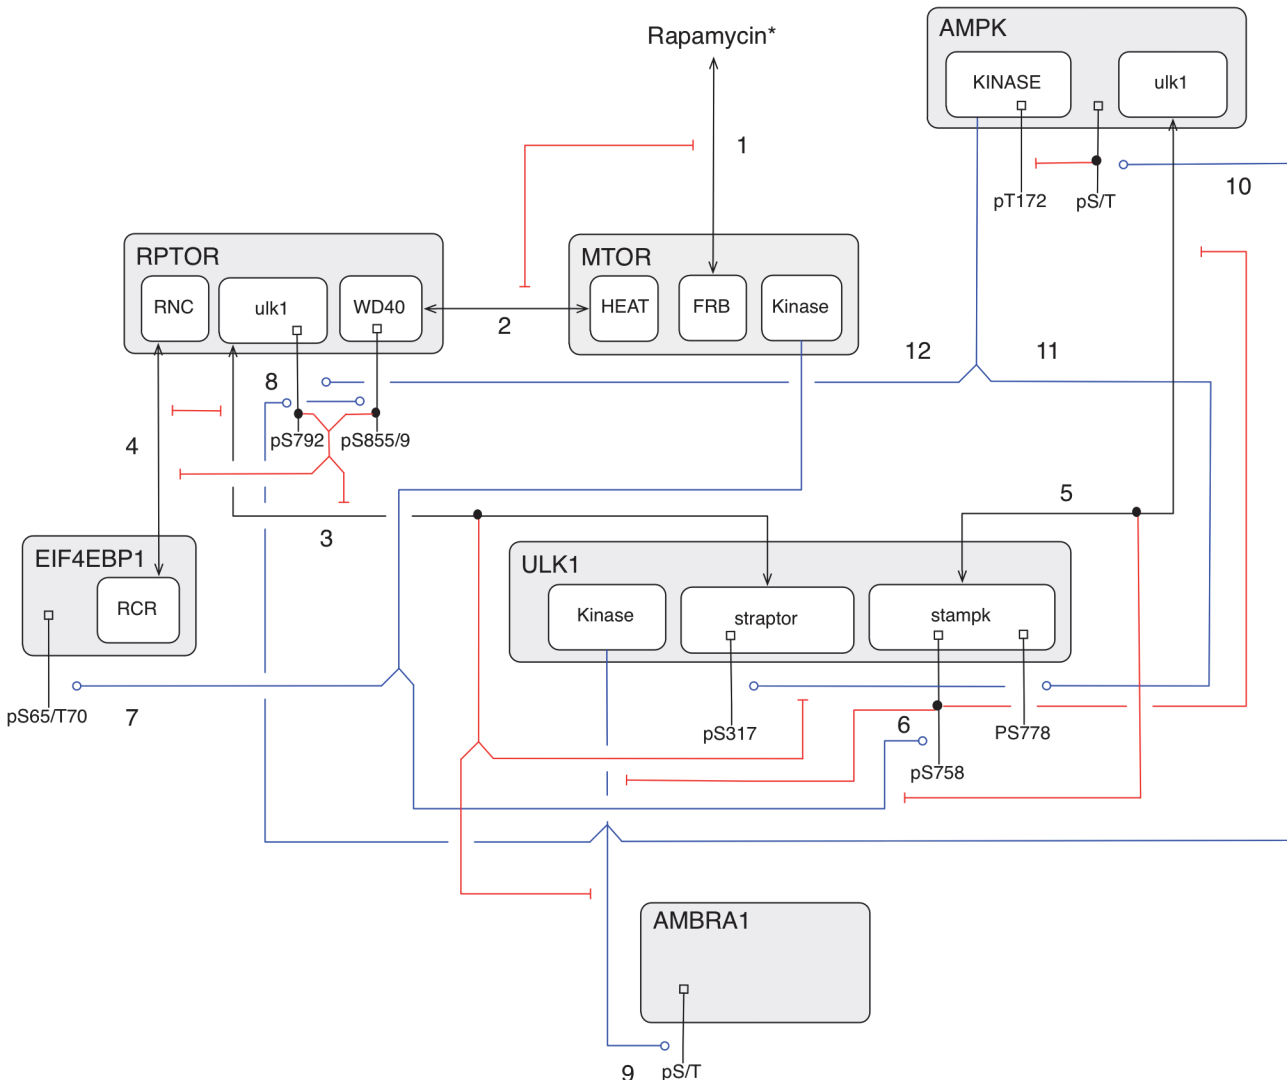 Rapamycin*
AMPK
KINASE
ulk1
1
pT172
pS/T
10
RPTOR
RNC
ulk1
WD40
MTOR
HEAT
FRB
Kinase
2
12
11
8
4
pS792
pS855/9
5
3
EIF4EBP1
RCR
ULK1
Kinase
straptor
stampk
pS65/T70
7
pS317
6
PS778
pS758
AMBRA1
9
pS/T